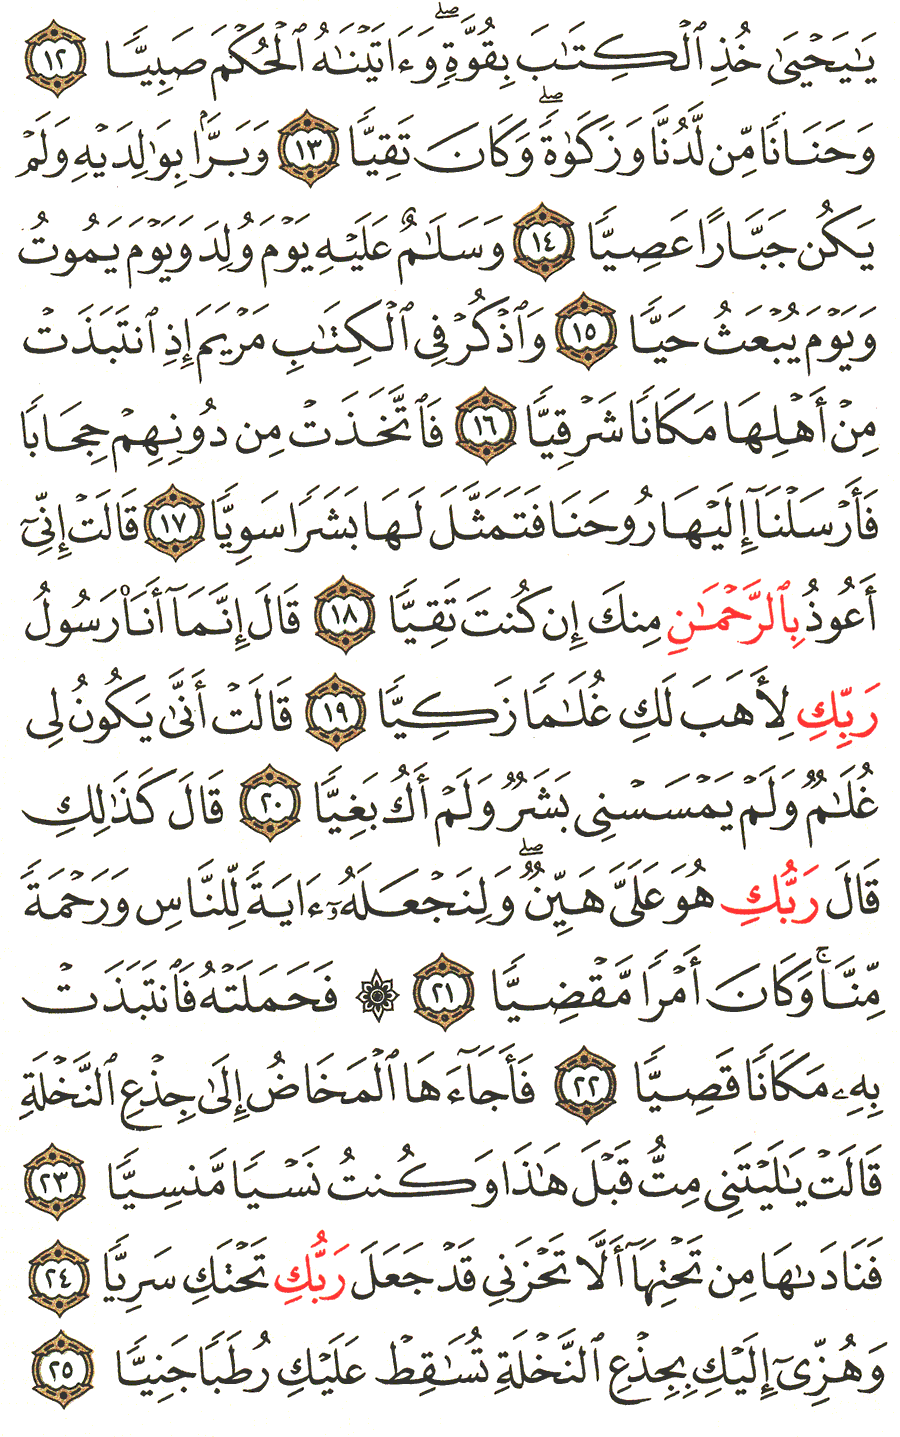 يَٰيَحْيَىٰ خُذِ ٱلْكِتَٰبَ بِقُوَّةٍۖ وَءَاتَيْنَٰهُ ٱلْحُكْمَ صَبِيًّا ١٢
وَحَنَانًا مِّن لَّدُنَّا وَزَكَوٰةًۖ وَكَانَ تَقِيًّا ١٣ وَبَرًّۢا بِوَٰلِدَيْهِ وَلَمْ
يَكُن جَبَّارًا عَصِيًّا ١٤ وَسَلَٰمٌ عَلَيْهِ يَوْمَ وُلِدَ وَيَوْمَ يَمُوتُ
وَيَوْمَ يُبْعَثُ حَيًّا ١٥ وَٱذْكُرْ فِى ٱلْكِتَٰبِ مَرْيَمَ إِذِ ٱنتَبَذَتْ
مِنْ أَهْلِهَا مَكَانًا شَرْقِيًّا ١٦ فَٱتَّخَذَتْ مِن دُونِهِمْ حِجَابًا
فَأَرْسَلْنَآ إِلَيْهَا رُوحَنَا فَتَمَثَّلَ لَهَا بَشَرًا سَوِيًّا ١٧ قَالَتْ إِنِّىٓ
أَعُوذُ بِٱلرَّحْمَٰنِ مِنكَ إِن كُنتَ تَقِيًّا ١٨ قَالَ إِنَّمَآ أَنَا۠ رَسُولُ
رَبِّكِ لِأَهَبَ لَكِ غُلَٰمًا زَكِيًّا ١٩ قَالَتْ أَنَّىٰ يَكُونُ لِى
غُلَٰمٌ وَلَمْ يَمْسَسْنِى بَشَرٌ وَلَمْ أَكُ بَغِيًّا ٢٠ قَالَ كَذَٰلِكِ
قَالَ رَبُّكِ هُوَ عَلَىَّ هَيِّنٌۖ وَلِنَجْعَلَهُۥٓ ءَايَةً لِّلنَّاسِ وَرَحْمَةً
مِّنَّاۚ وَكَانَ أَمْرًا مَّقْضِيًّا ٢١ ۞ فَحَمَلَتْهُ فَٱنتَبَذَتْ
بِهِۦ مَكَانًا قَصِيًّا ٢٢ فَأَجَآءَهَا ٱلْمَخَاضُ إِلَىٰ جِذْعِ ٱلنَّخْلَةِ
قَالَتْ يَٰلَيْتَنِى مِتُّ قَبْلَ هَٰذَا وَكُنتُ نَسْيًا مَّنسِيًّا ٢٣
فَنَادَىٰهَا مِن تَحْتِهَآ أَلَّا تَحْزَنِى قَدْ جَعَلَ رَبُّكِ تَحْتَكِ سَرِيًّا ٢٤
وَهُزِّىٓ إِلَيْكِ بِجِذْعِ ٱلنَّخْلَةِ تُسَٰقِطْ عَلَيْكِ رُطَبًا جَنِيًّا ٢٥